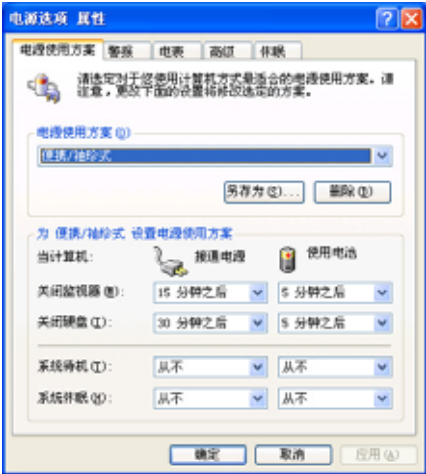 电源选项 属性
电源使用方案 警报 电表 高级 休眠
请选定对于您使用计算机方式最适合的电源使用方案。请
注意，更改下面的设置将修改选定的方案。
电源使用方案(O)
便携/袖珍式
另存为(S)... 删除(D)
为 便携/袖珍式 设置电源使用方案
当计算机: 接通电源 使用电池
关闭监视器(M): 15 分钟之后 5 分钟之后
关闭硬盘(I): 30 分钟之后 5 分钟之后
系统待机(T): 从不 从不
系统休眠(H): 从不 从不
确定 取消 应用(A)